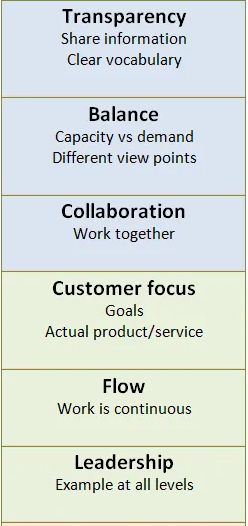 Transparency
Share information
Clear vocabulary
Balance
Capacity vs demand
Different view points
Collaboration
Work together
Customer focus
Goals
Actual product/service
Flow
Work is continuous
Leadership
Example at all levels